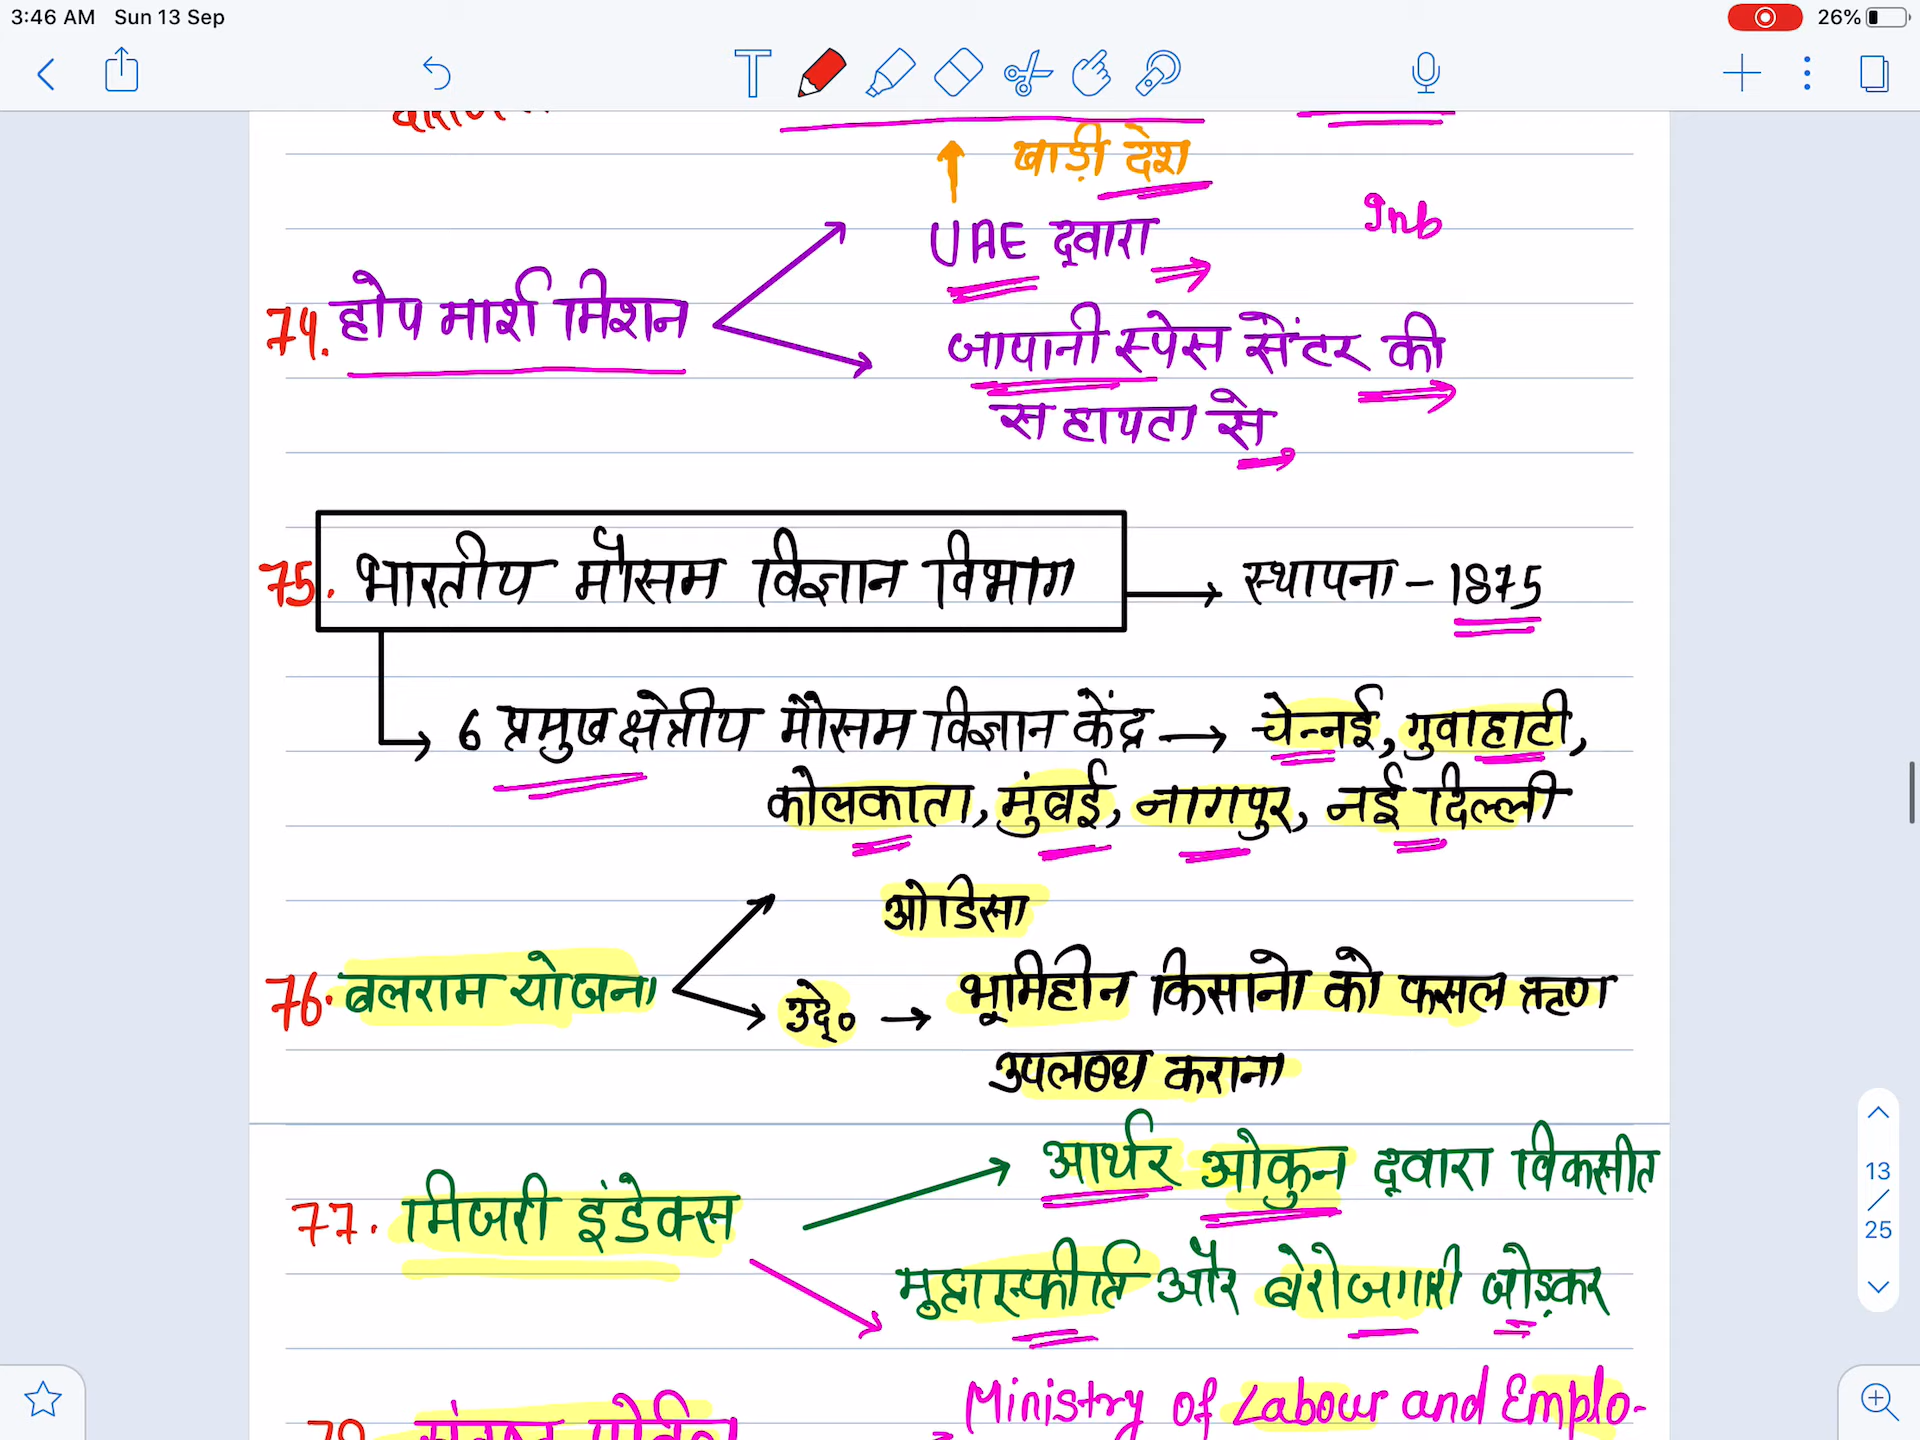 3:46 AM Sun 13 Sep 26%
खाड़ी देश
UAE द्वारा Imb
74. होप मार्श मिशन
जापानी स्पेस सेंटर की
सहायता से
75. भारतीय मौसम विज्ञान विभाग → स्थापना – 1875
6 प्रमुख क्षेत्रीय मौसम विज्ञान केंद्र → चेन्नई, गुवाहाटी,
कोलकाता, मुंबई, नागपुर, नई दिल्ली
ओडिसा
76. बलराम योजना
उद्दे० → भूमिहीन किसानो को फसल ऋण
उपलब्ध कराना
आर्थर ओकुन द्वारा विकसीत
77. मिजरी इंडेक्स
मुद्रास्फीर्ति और बेरोजगारी जोड़कर
Ministry of Labour and Emplo-
13
/
25